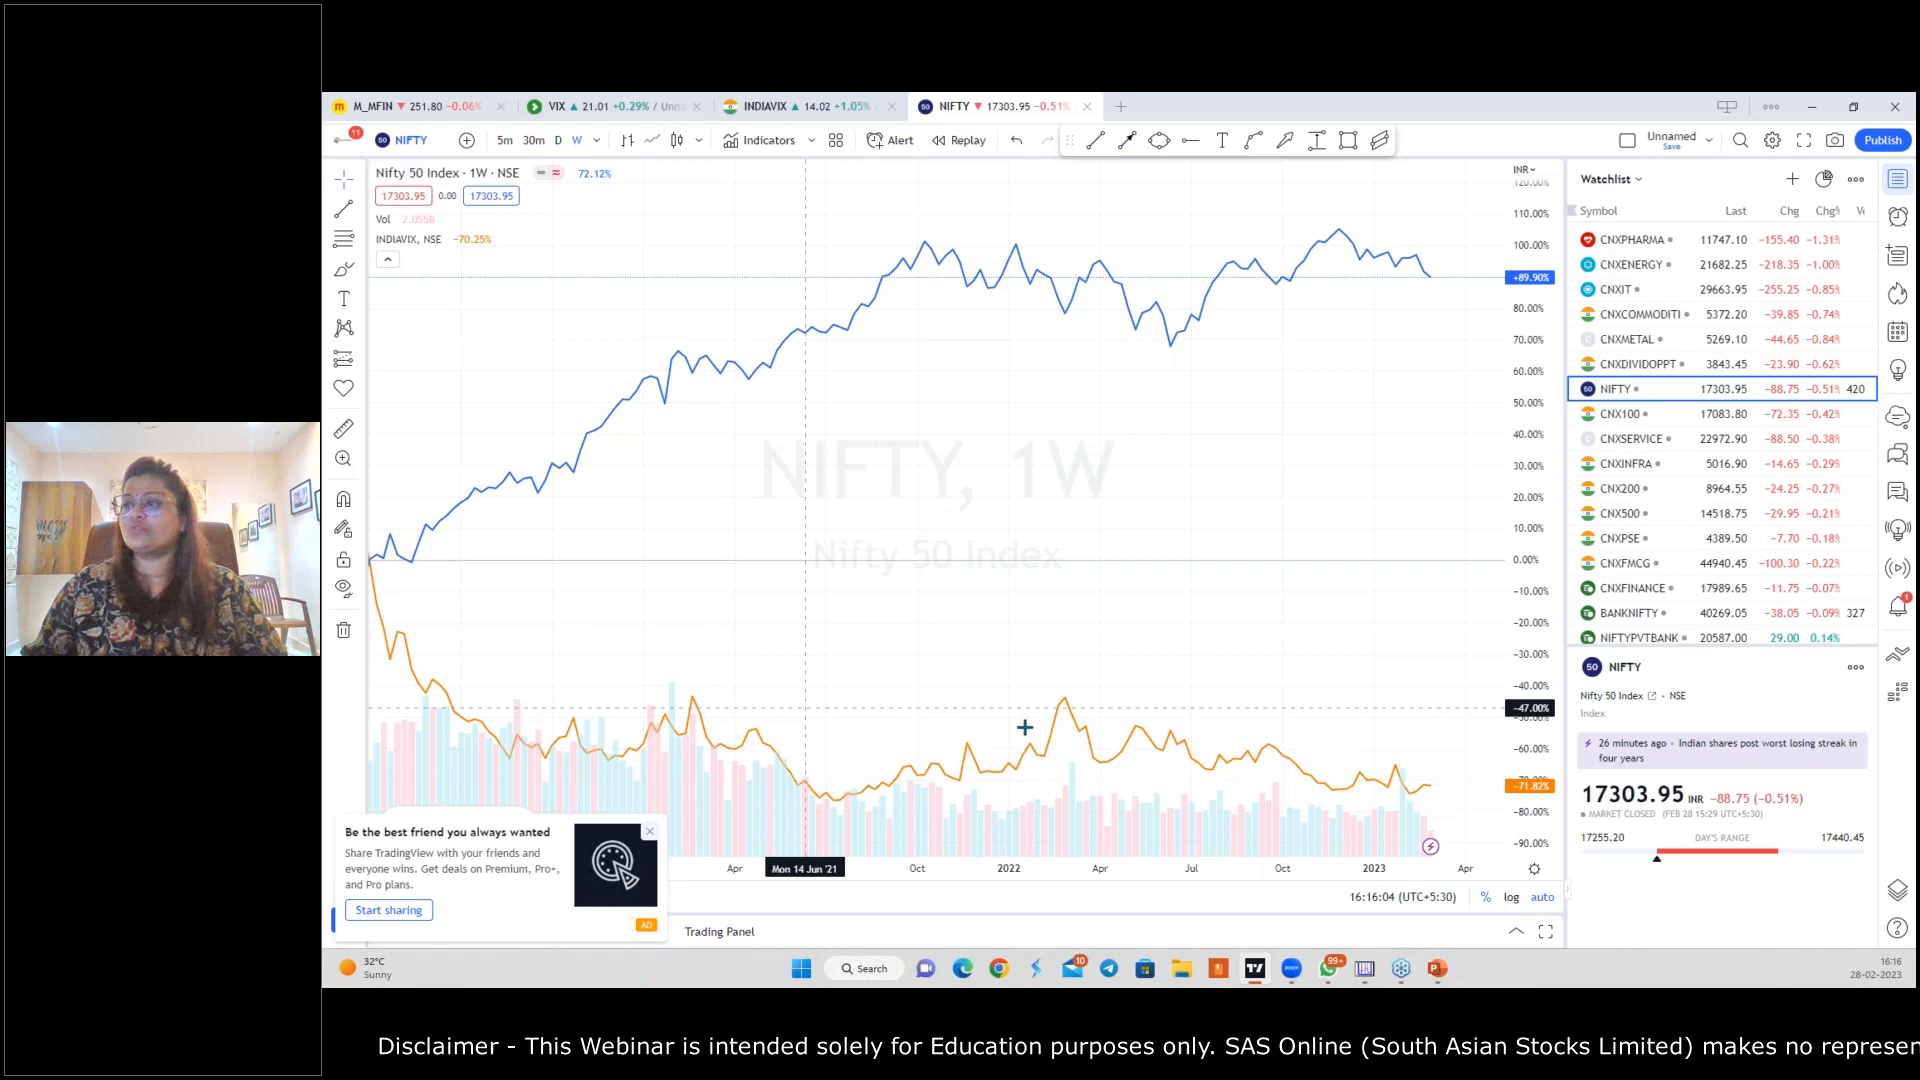 M_MFIN ▼ 251.80 −0.06%
VIX ▲ 21.01 +0.29% / Unn
INDIAVIX ▲ 14.02 +1.05%
NIFTY ▼ 17303.95 −0.51%
11
50 NIFTY
5m 30m D W
Indicators
Alert
Replay
Unnamed
Save
Publish
Nifty 50 Index · 1W · NSE
72.12%
17303.95 0.00 17303.95
Vol 2.055B
INDIAVIX, NSE −70.25%
NIFTY, 1W
Nifty 50 Index
INR
120.00%
110.00%
100.00%
+89.90%
80.00%
70.00%
60.00%
50.00%
40.00%
30.00%
20.00%
10.00%
0.00%
−10.00%
−20.00%
−30.00%
−40.00%
−47.00%
−50.00%
−60.00%
−70.00%
−71.82%
−80.00%
−90.00%
Apr
Mon 14 Jun '21
Oct
2022
Apr
Jul
Oct
2023
Apr
16:16:04 (UTC+5:30)
% log auto
Trading Panel
Be the best friend you always wanted
Share TradingView with your friends and
everyone wins. Get deals on Premium, Pro+,
and Pro plans.
Start sharing
AD
Watchlist
Symbol Last Chg Chg%
CNXPHARMA 11747.10 −155.40 −1.31%
CNXENERGY 21682.25 −218.35 −1.00%
CNXIT 29663.95 −255.25 −0.85%
CNXCOMMODITI 5372.20 −39.85 −0.74%
CNXMETAL 5269.10 −44.65 −0.84%
CNXDIVIDOPPT 3843.45 −23.90 −0.62%
NIFTY 17303.95 −88.75 −0.51% 420
CNX100 17083.80 −72.35 −0.42%
CNXSERVICE 22972.90 −88.50 −0.38%
CNXINFRA 5016.90 −14.65 −0.29%
CNX200 8964.55 −24.25 −0.27%
CNX500 14518.75 −29.95 −0.21%
CNXPSE 4389.50 −7.70 −0.18%
CNXFMCG 44940.45 −100.30 −0.22%
CNXFINANCE 17989.65 −11.75 −0.07%
BANKNIFTY 40269.05 −38.05 −0.09% 327
NIFTYPVTBANK 20587.00 29.00 0.14%
50 NIFTY
Nifty 50 Index · NSE
Index
26 minutes ago · Indian shares post worst losing streak in
four years
17303.95 INR −88.75 (−0.51%)
MARKET CLOSED (FEB 28 15:29 UTC+5:30)
17255.20 DAY'S RANGE 17440.45
1
32°C
Sunny
Search
10
99+
16:16
28-02-2023
Disclaimer - This Webinar is intended solely for Education purposes only. SAS Online (South Asian Stocks Limited) makes no represen